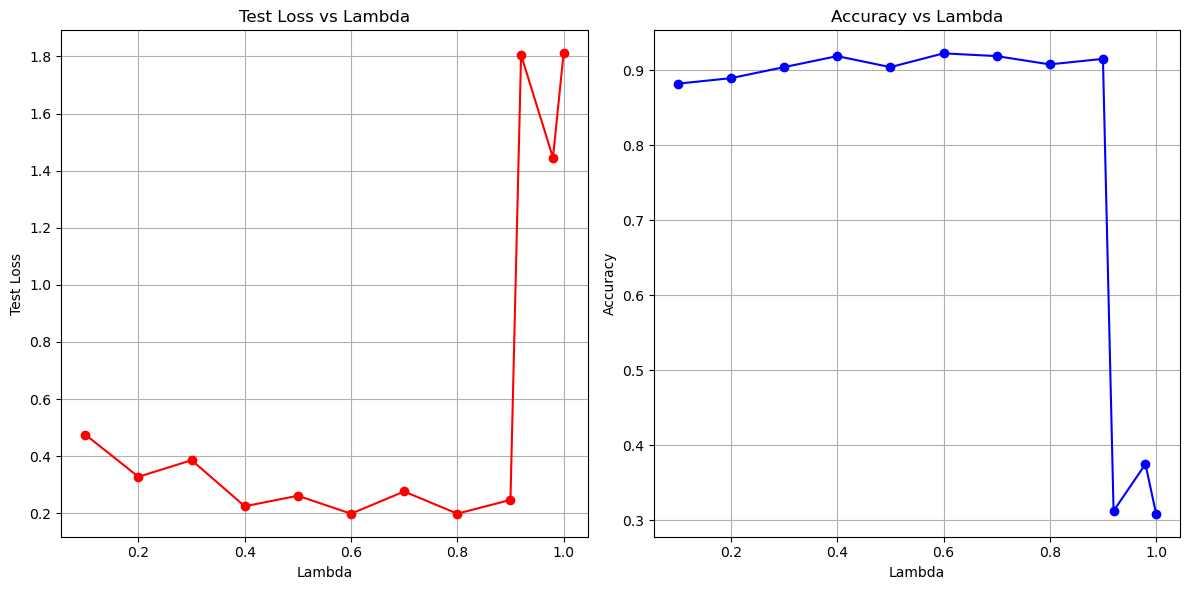 Test Loss vs Lambda
1.8
1.6
1.4
1.2
1.0
0.8
0.6
0.4
0.2
Test Loss
0.2 0.4 0.6 0.8 1.0
Lambda
Accuracy vs Lambda
0.9
0.8
0.7
0.6
0.5
0.4
0.3
Accuracy
0.2 0.4 0.6 0.8 1.0
Lambda